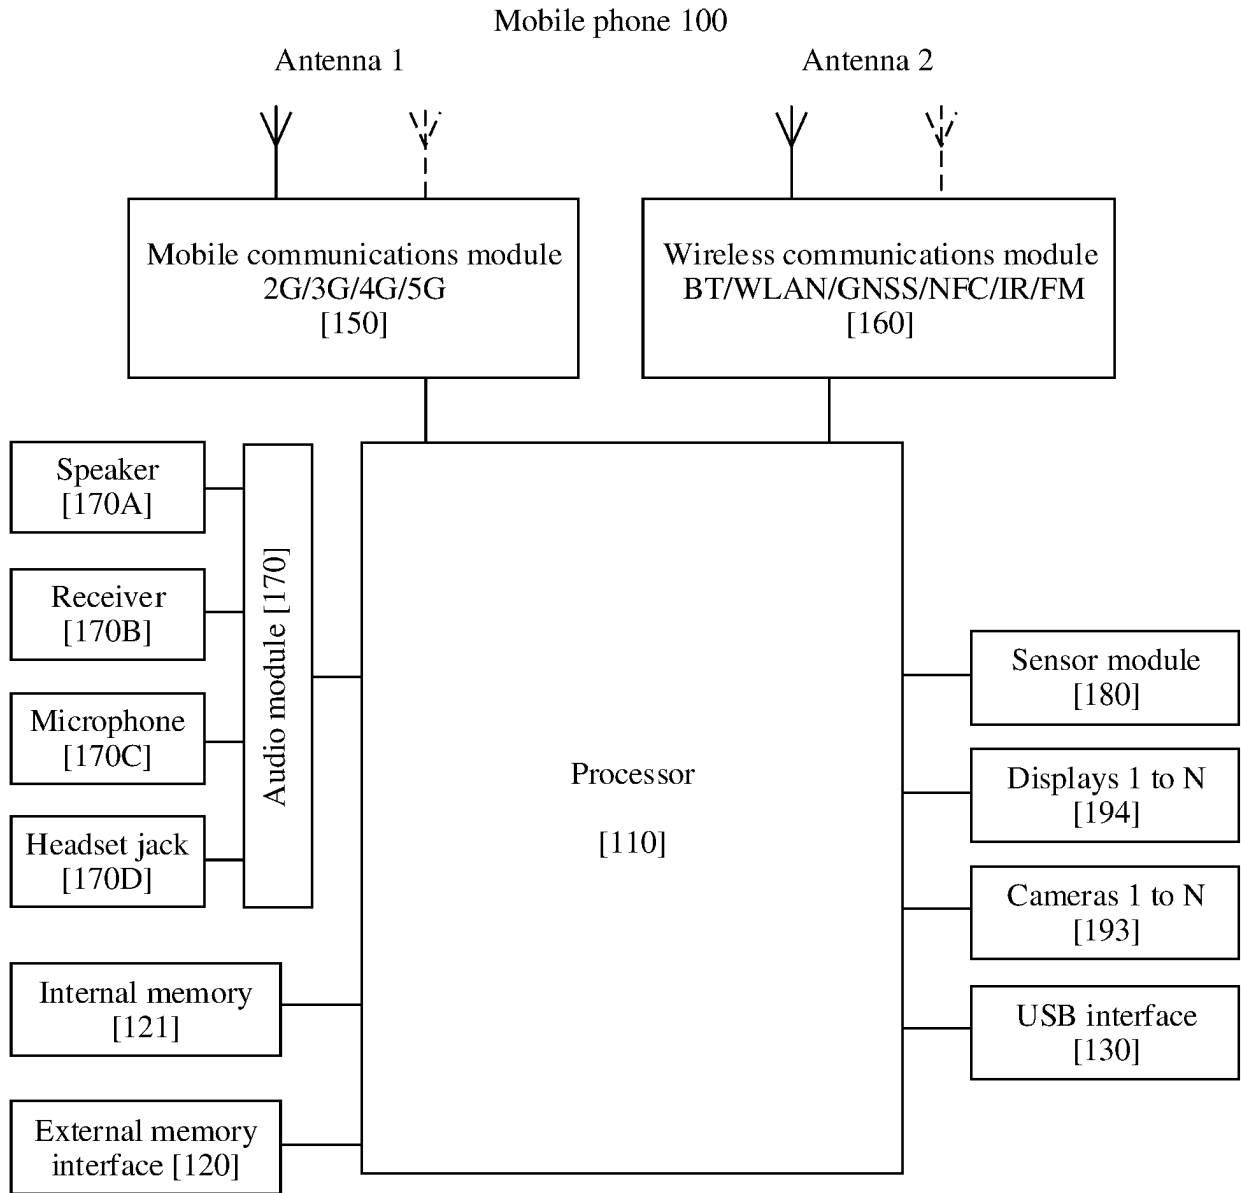 Mobile phone 100
Antenna 1
Antenna 2
Mobile communications module
2G/3G/4G/5G
[150]
Wireless communications module
BT/WLAN/GNSS/NFC/IR/FM
[160]
Speaker
[170A]
Receiver
[170B]
Microphone
[170C]
Headset jack
[170D]
Audio module [170]
Internal memory
[121]
External memory
interface [120]
Processor
[110]
Sensor module
[180]
Displays 1 to N
[194]
Cameras 1 to N
[193]
USB interface
[130]